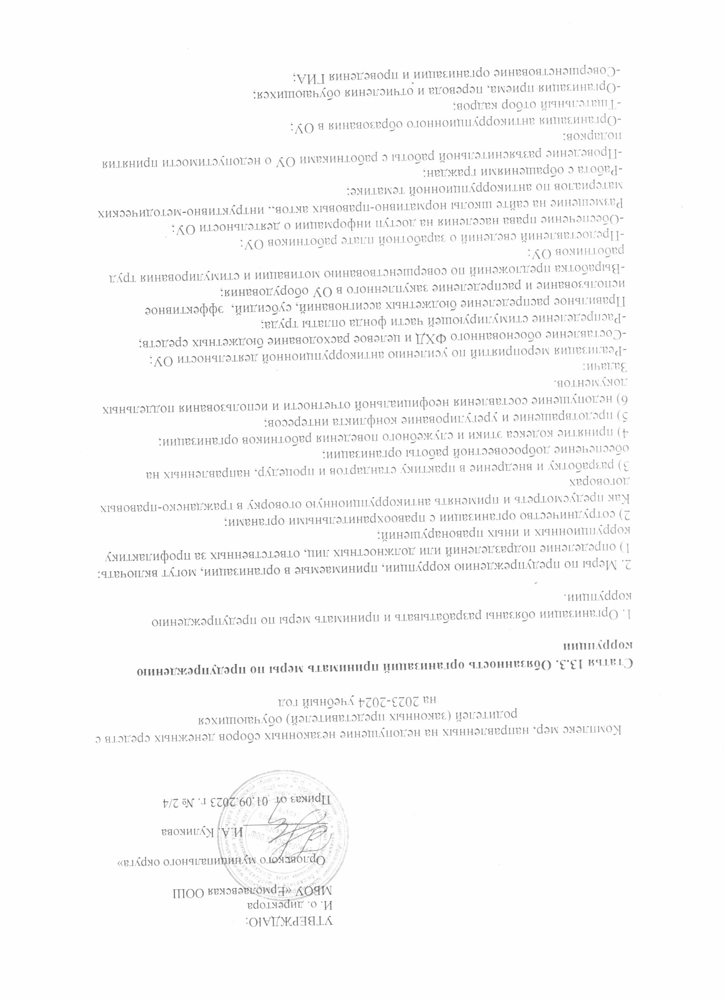 УТВЕРЖДАЮ:
И. о. директора
МБОУ «Ермолаевская ООШ
Орловского муниципального округа»
И.А. Куликова
Приказ от 01.09.2023 г. № 2/4
Комплекс мер, направленных на недопущение незаконных сборов денежных средств с
родителей (законных представителей) обучающихся
на 2023-2024 учебный год
Статья 13.3. Обязанность организаций принимать меры по предупреждению
коррупции
1. Организации обязаны разрабатывать и принимать меры по предупреждению
коррупции.
2. Меры по предупреждению коррупции, принимаемые в организации, могут включать:
1) определение подразделений или должностных лиц, ответственных за профилактику
коррупционных и иных правонарушений;
2) сотрудничество организации с правоохранительными органами;
Как предусмотреть и применять антикоррупционную оговорку в гражданско-правовых
договорах
3) разработку и внедрение в практику стандартов и процедур, направленных на
обеспечение добросовестной работы организации;
4) принятие кодекса этики и служебного поведения работников организации;
5) предотвращение и урегулирование конфликта интересов;
6) недопущение составления неофициальной отчетности и использования поддельных
документов.
Задачи:
-Реализация мероприятий по усилению антикоррупционной деятельности ОУ;
-Составление обоснованного ФХД и целевое расходование бюджетных средств;
-Распределение стимулирующей части фонда оплаты труда;
Правильное распределение бюджетных ассигнований, субсидий, эффективное
использование и распределение закупленного в ОУ оборудования;
-Выработка предложений по совершенствованию мотивации и стимулирования труд
работников ОУ;
-Предоставлений сведений о заработной плате работников ОУ;
-Обеспечение права населения на доступ информации о деятельности ОУ;
Размещение на сайте школы нормативно-правовых актов., интруктивно-методических
материалов по антикоррупционной тематике;
-Работа с обращениями граждан;
-Проведение разъяснительной работы с работниками ОУ о недопустимости принятия
подарков;
-Организация антикоррупционного образования в ОУ;
-Тщательный отбор кадров;
-Организация приема, перевода и отчисления обучающихся;
-Совершенствование организации и проведения ГИА;